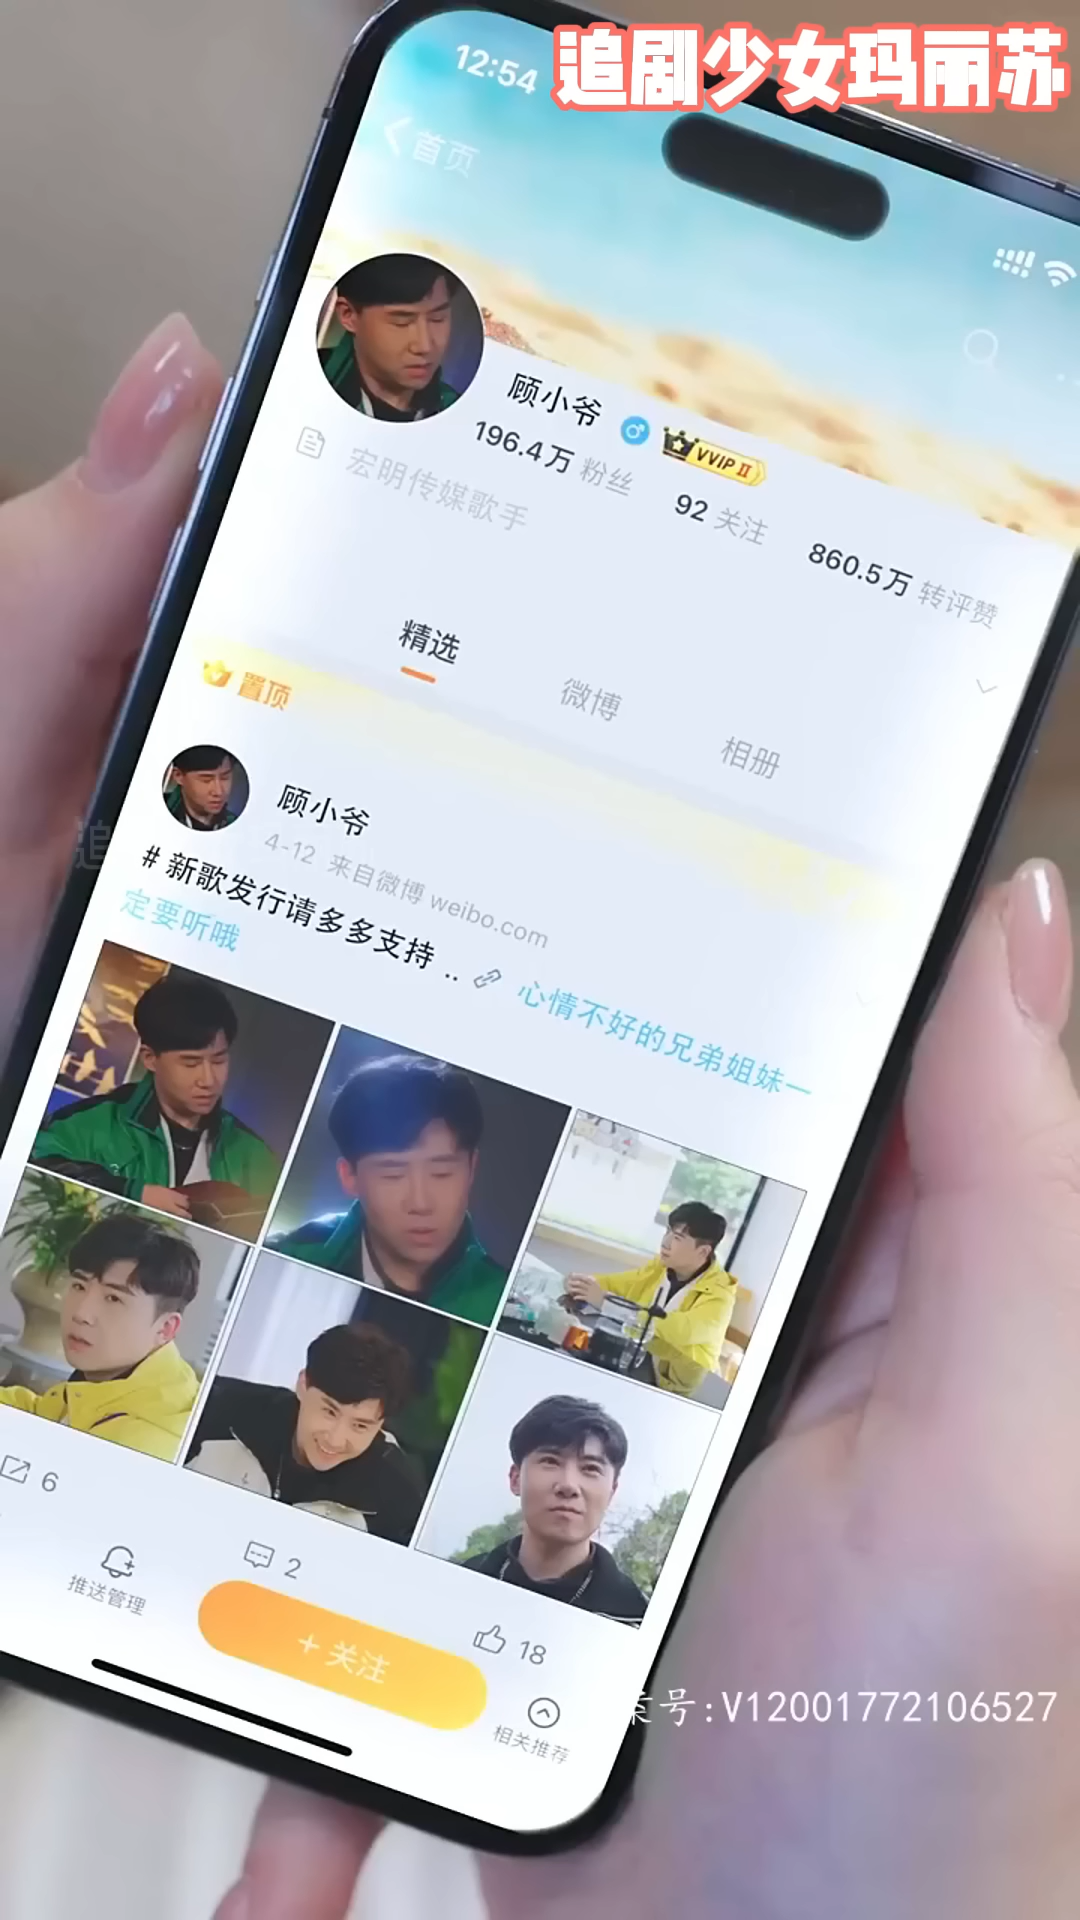 追剧少女玛丽苏
12:54
首页
顾小爷
VVIP II
196.4万 粉丝
92 关注
860.5万 转评赞
宏明传媒歌手
精选
微博
相册
置顶
顾小爷
4-12 来自微博 weibo.com
# 新歌发行请多多支持 .. 心情不好的兄弟姐妹一
定要听哦
6
2
18
推送管理
+ 关注
相关推荐
案号:V12001772106527